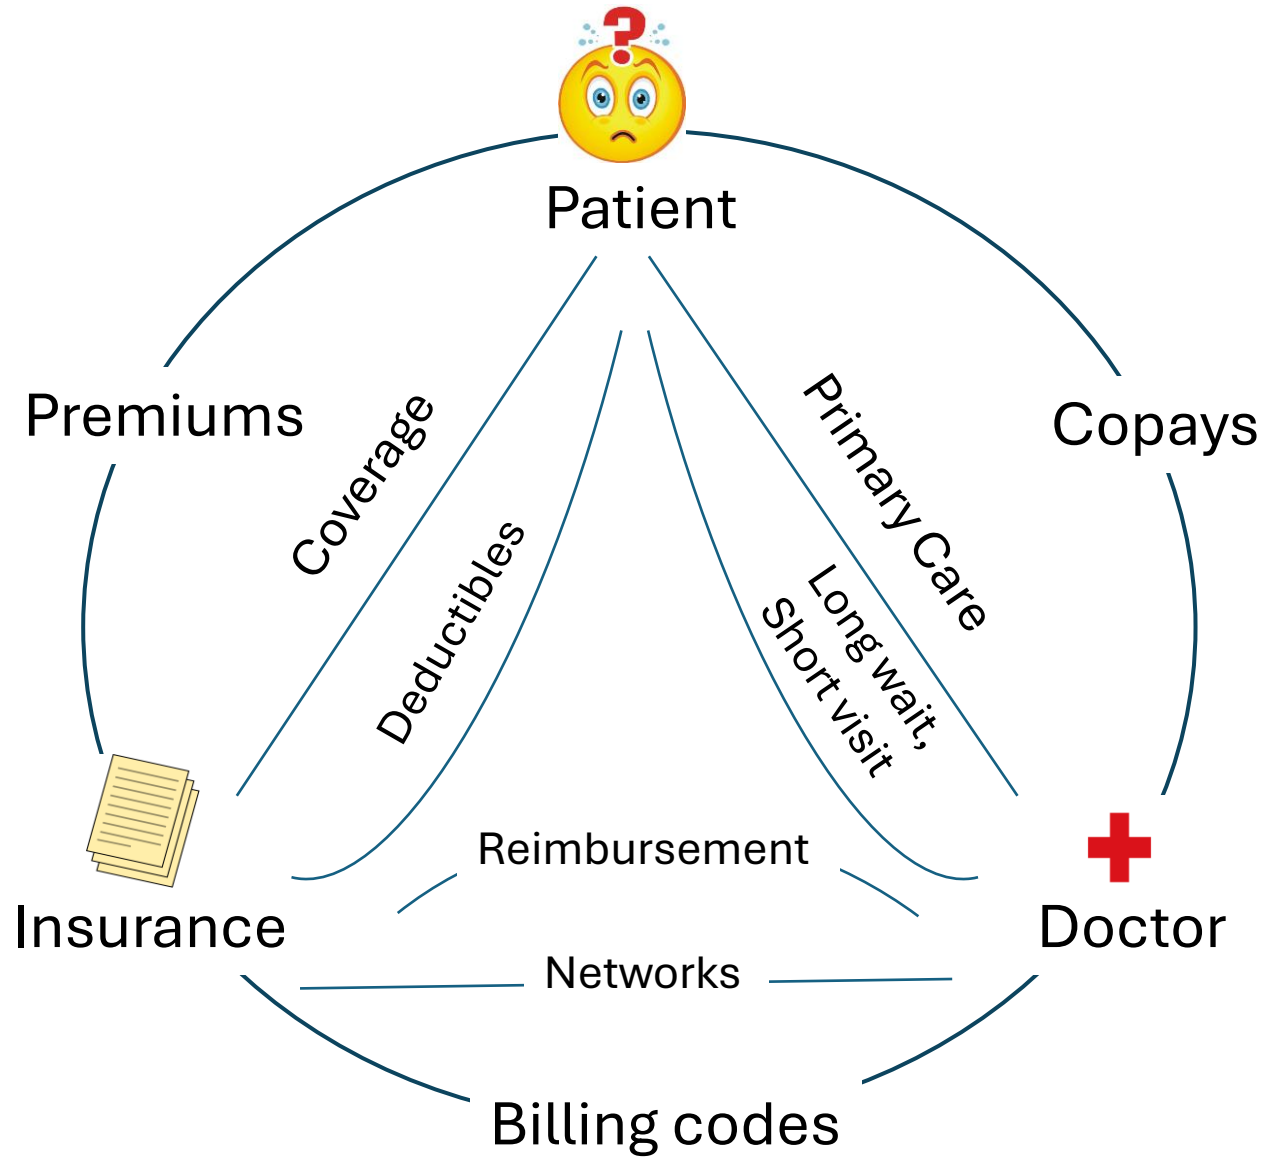 ?
Patient
Premiums
Copays
Coverage
Primary Care
Deductibles
Long wait,
Short visit
Reimbursement
Insurance
Doctor
Networks
Billing codes